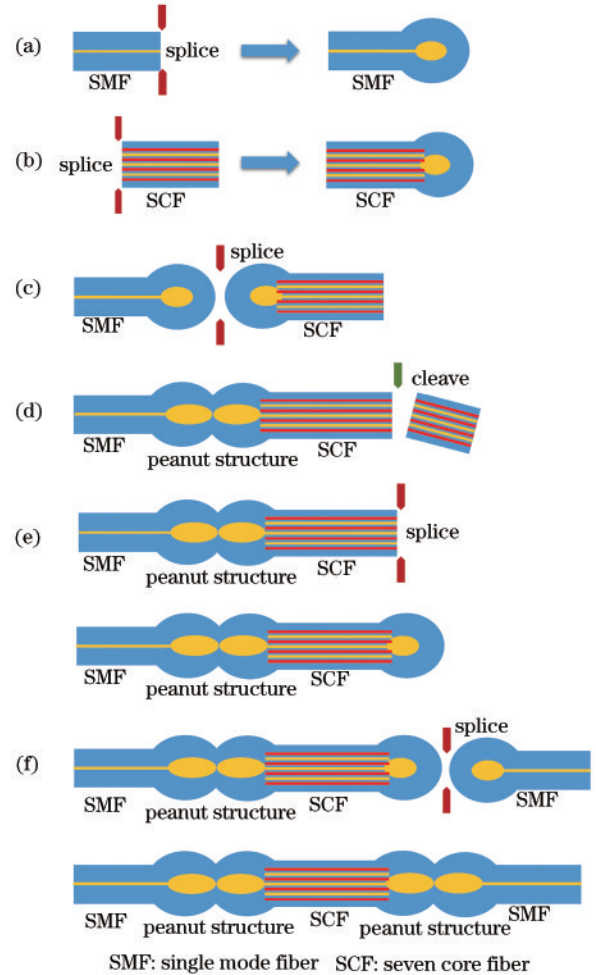 (a)
splice
SMF
(b)
splice
SCF
(c)
splice
SMF
SCF
(d)
cleave
SMF
SCF
peanut structure
(e)
splice
SMF
SCF
peanut structure
SMF
SCF
peanut structure
(f)
splice
SMF
SCF
SMF
peanut structure
SMF
SCF
SMF
peanut structure
peanut structure
SMF: single mode fiber SCF: seven core fiber